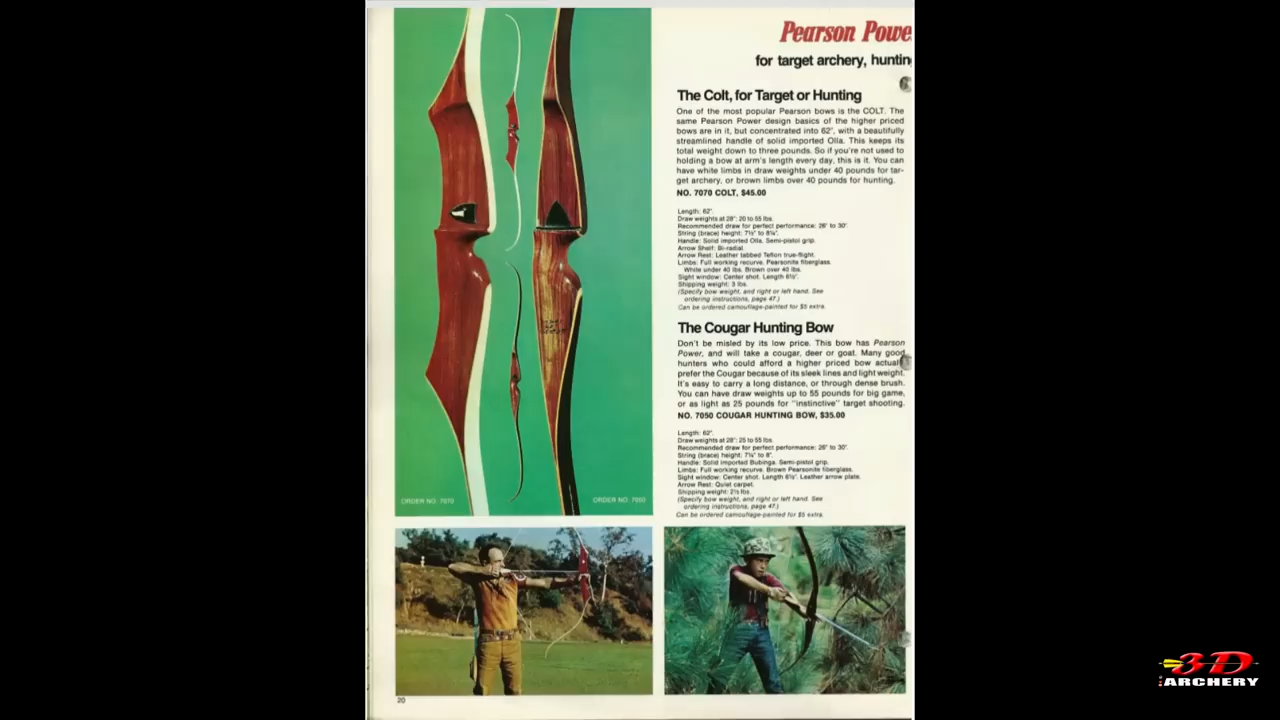 Pearson Powe
for target archery, huntin
The Colt, for Target or Hunting
One of the most popular Pearson bows is the COLT. The
same Pearson Power design basics of the higher priced
bows are in it, but concentrated into 62", with a beautifully
streamlined handle of solid imported Olla. This keeps its
total weight down to three pounds. So if you're not used to
holding a bow at arm's length every day, this is it. You can
have white limbs in draw weights under 40 pounds for tar-
get archery, or brown limbs over 40 pounds for hunting.
NO. 7070 COLT, $45.00
Length: 62".
Draw weights at 28": 20 to 55 lbs.
Recommended draw for perfect performance: 26" to 30".
String (brace) height: 7½" to 8¼".
Handle: Solid imported Olla. Semi-pistol grip.
Arrow Shelf: Bi-radial.
Arrow Rest: Leather tabbed Teflon true-flight.
Limbs: Full working recurve. Pearsonite fiberglass.
White under 40 lbs. Brown over 40 lbs.
Sight window: Center shot. Length 6½".
Shipping weight: 3 lbs.
(Specify bow weight, and right or left hand. See
ordering instructions, page 47.)
Can be ordered camouflage-painted for $5 extra.
The Cougar Hunting Bow
Don't be misled by its low price. This bow has Pearson
Power, and will take a cougar, deer or goat. Many good
hunters who could afford a higher priced bow actually
prefer the Cougar because of its sleek lines and light weight.
It's easy to carry a long distance, or through dense brush.
You can have draw weights up to 55 pounds for big game,
or as light as 25 pounds for "instinctive" target shooting.
NO. 7050 COUGAR HUNTING BOW, $35.00
Length: 62".
Draw weights at 28": 25 to 55 lbs.
Recommended draw for perfect performance: 26" to 30".
String (brace) height: 7¼" to 8".
Handle: Solid imported Bubinga. Semi-pistol grip.
Limbs: Full working recurve. Brown Pearsonite fiberglass.
Sight window: Center shot. Length 6½". Leather arrow plate.
Arrow Rest: Quiet carpet.
Shipping weight: 2½ lbs.
(Specify bow weight, and right or left hand. See
ordering instructions, page 47.)
Can be ordered camouflage-painted for $5 extra.
ORDER NO. 7070
ORDER NO. 7050
20
3-D
ARCHERY